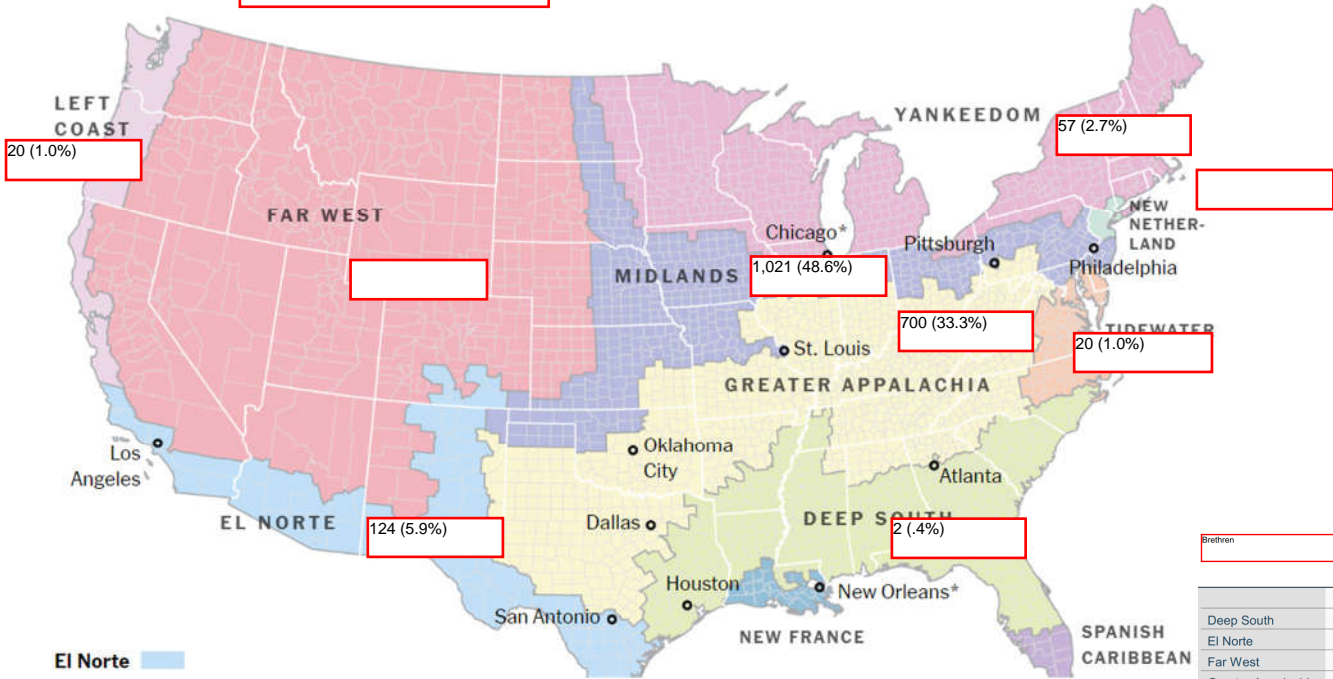 LEFT
COAST
20 (1.0%)
YANKEEDOM
57 (2.7%)
FAR WEST
NEW
NETHER-
LAND
Chicago*
Pittsburgh
Philadelphia
MIDLANDS
1,021 (48.6%)
700 (33.3%)
TIDEWATER
20 (1.0%)
St. Louis
GREATER APPALACHIA
Los
Angeles
Oklahoma
City
Atlanta
EL NORTE
124 (5.9%)
Dallas
DEEP SOUTH
2 (.4%)
Brethren
Houston
New Orleans*
San Antonio
NEW FRANCE
SPANISH
CARIBBEAN
El Norte
Deep South
El Norte
Far West